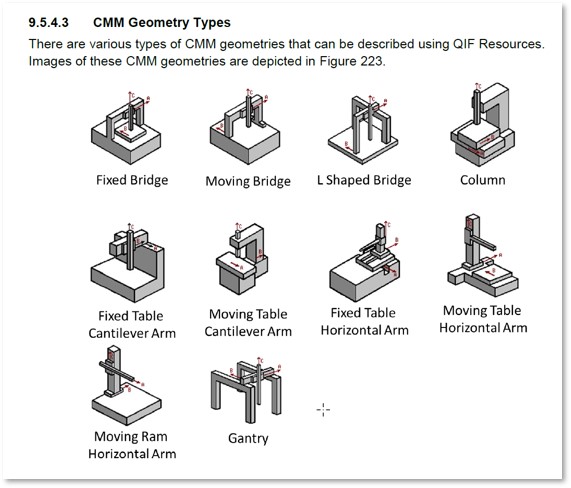 9.5.4.3 CMM Geometry Types
There are various types of CMM geometries that can be described using QIF Resources.
Images of these CMM geometries are depicted in Figure 223.
Fixed Bridge
Moving Bridge
L Shaped Bridge
Column
Fixed Table
Cantilever Arm
Moving Table
Cantilever Arm
Fixed Table
Horizontal Arm
Moving Table
Horizontal Arm
Moving Ram
Horizontal Arm
Gantry